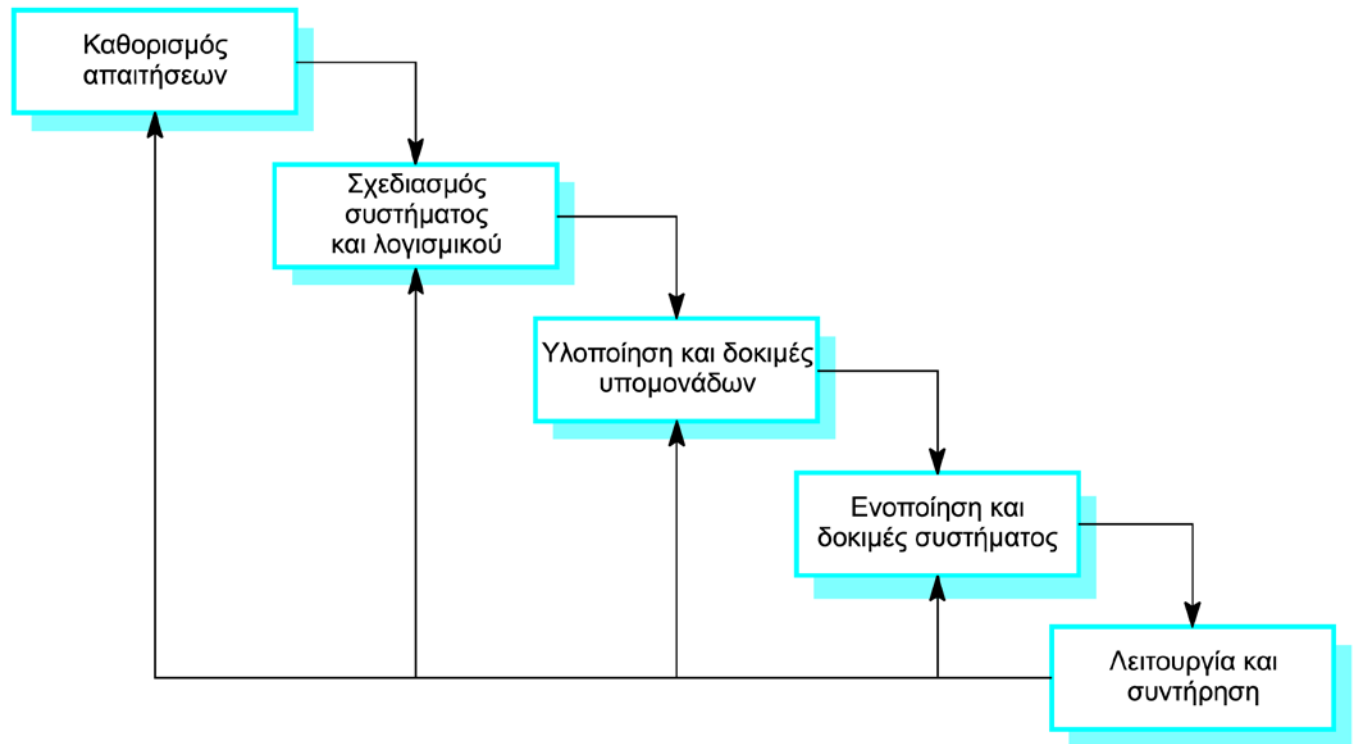 Καθορισμός
απαιτήσεων
Σχεδιασμός
συστήματος
και λογισμικού
Υλοποίηση και δοκιμές
υπομονάδων
Ενοποίηση και
δοκιμές συστήματος
Λειτουργία και
συντήρηση